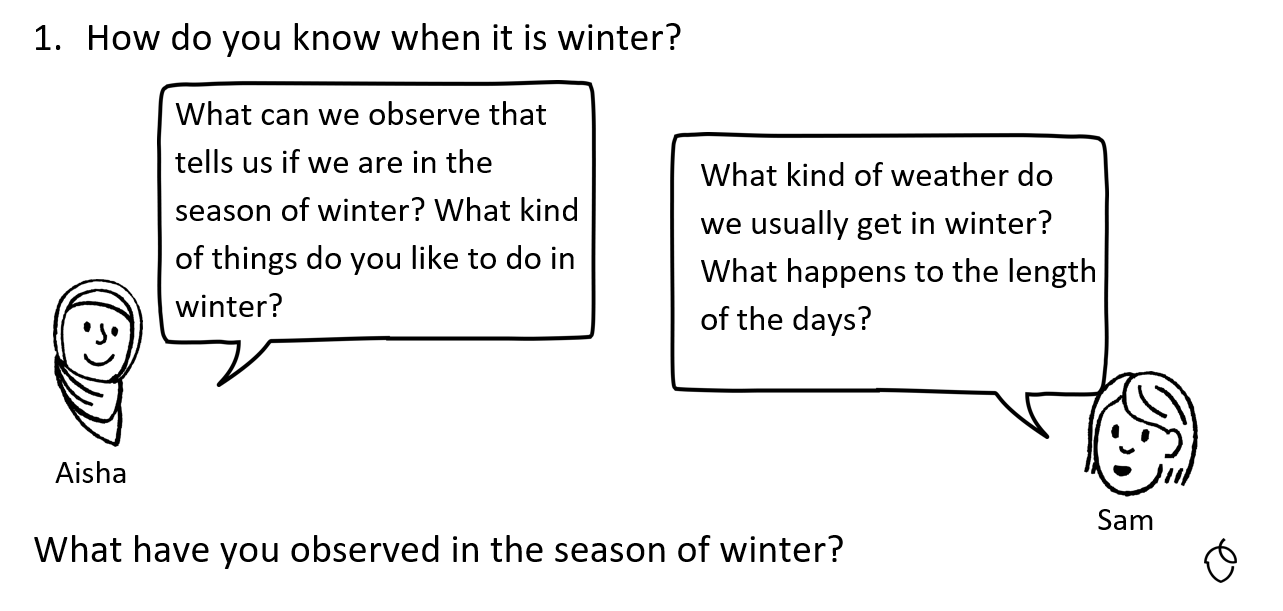 1. How do you know when it is winter?
What can we observe that
tells us if we are in the
season of winter? What kind
of things do you like to do in
winter?
What kind of weather do
we usually get in winter?
What happens to the length
of the days?
Aisha
Sam
What have you observed in the season of winter?